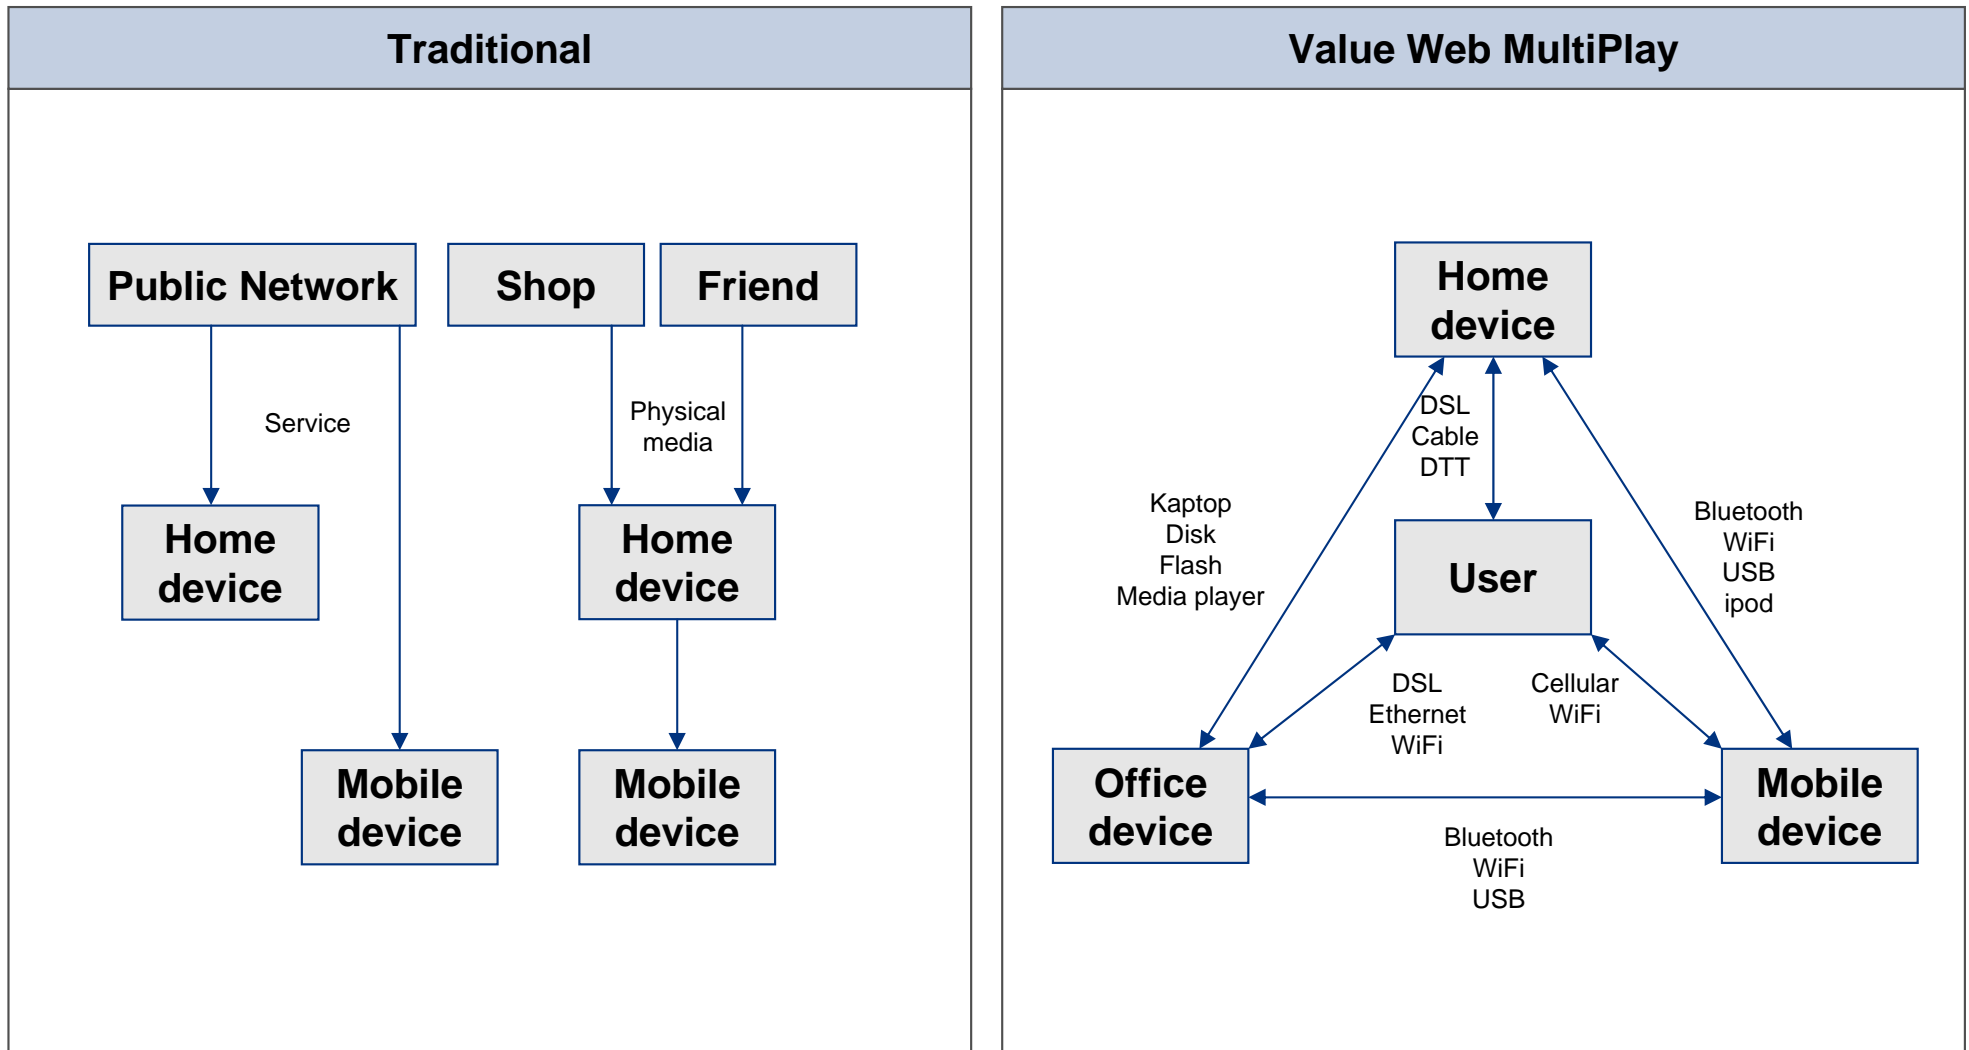 Traditional
Public Network
Shop
Friend
Service
Physical
media
Home
device
Home
device
Mobile
device
Mobile
device
Value Web MultiPlay
Home
device
DSL
Cable
DTT
Kaptop
Disk
Flash
Media player
Bluetooth
WiFi
USB
ipod
User
DSL
Ethernet
WiFi
Cellular
WiFi
Office
device
Mobile
device
Bluetooth
WiFi
USB